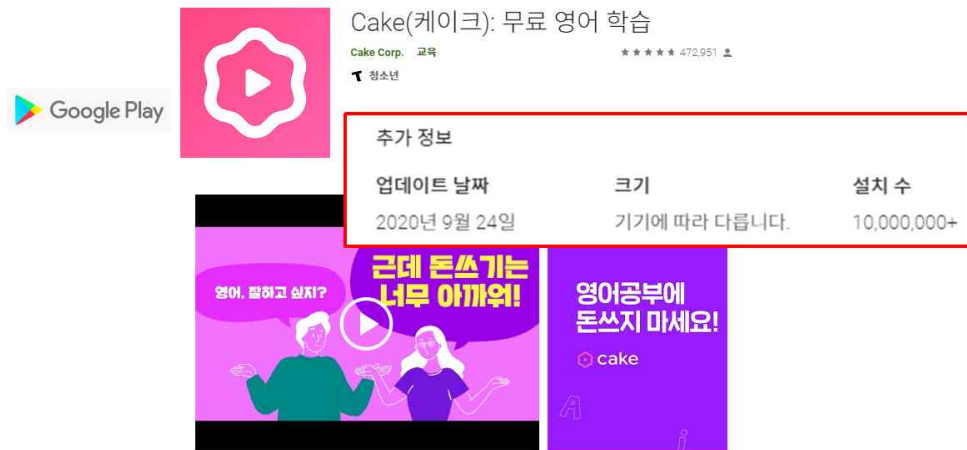 Google Play
Cake(케이크): 무료 영어 학습
Cake Corp. 교육
472,951
청소년
추가 정보
업데이트 날짜 크기 설치 수
2020년 9월 24일 기기에 따라 다릅니다. 10,000,000+
영어, 잘하고 싶지?
근데 돈쓰기는
너무 아까워!
영어공부에
돈쓰지 마세요!
cake
A
i